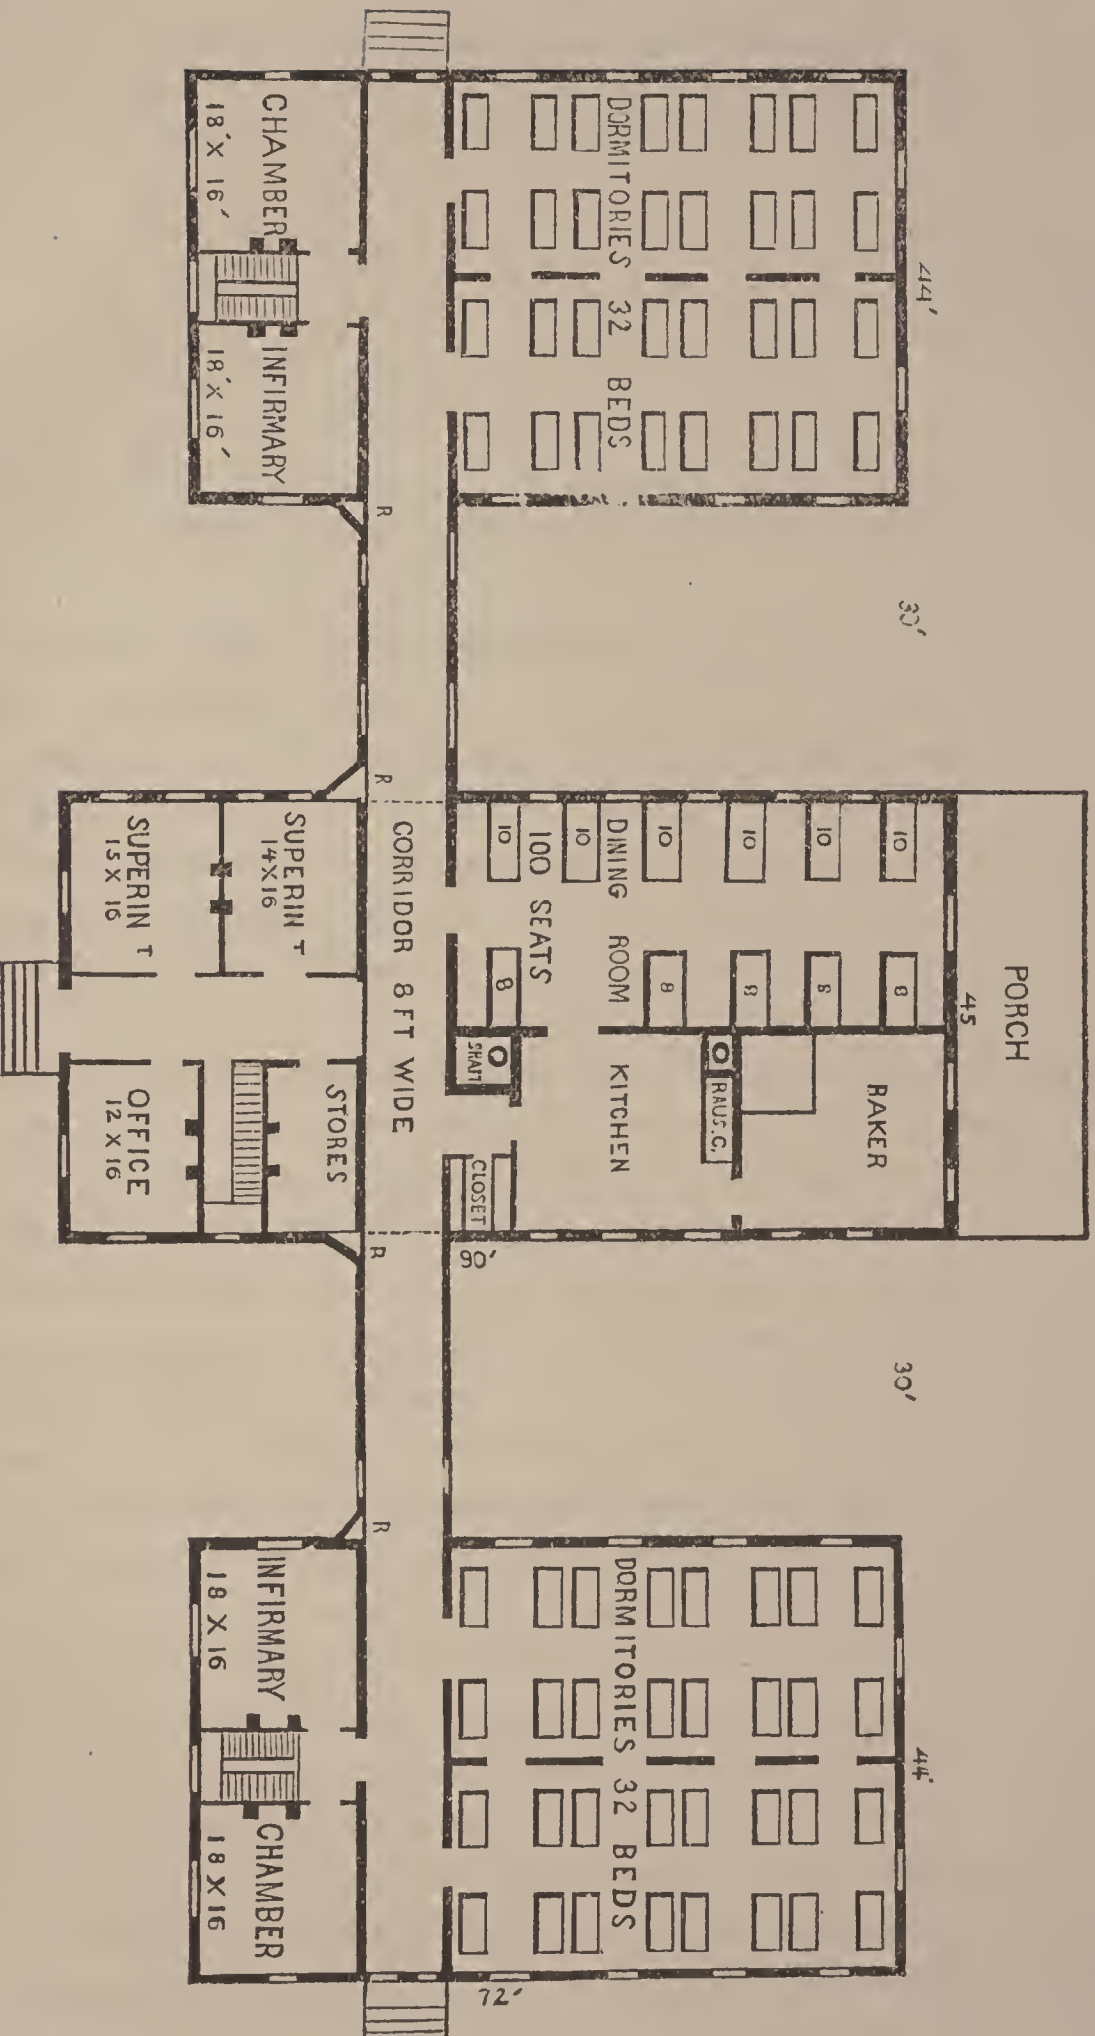 44'
DORMITORIES 32 BEDS
CHAMBER
18' X 16'
INFIRMARY
18' X 16'
R
30'
R
PORCH
45
10
10
10
10
10
10
DINING ROOM
100 SEATS
8
8
8
8
8
BAKER
KITCHEN
CLOSET
CORRIDOR 8 FT WIDE
SUPERIN T
14 X 16
SUPERIN T
15 X 16
STORES
OFFICE
12 X 16
90'
R
30'
R
44'
DORMITORIES 32 BEDS
INFIRMARY
18 X 16
CHAMBER
18 X 16
72'